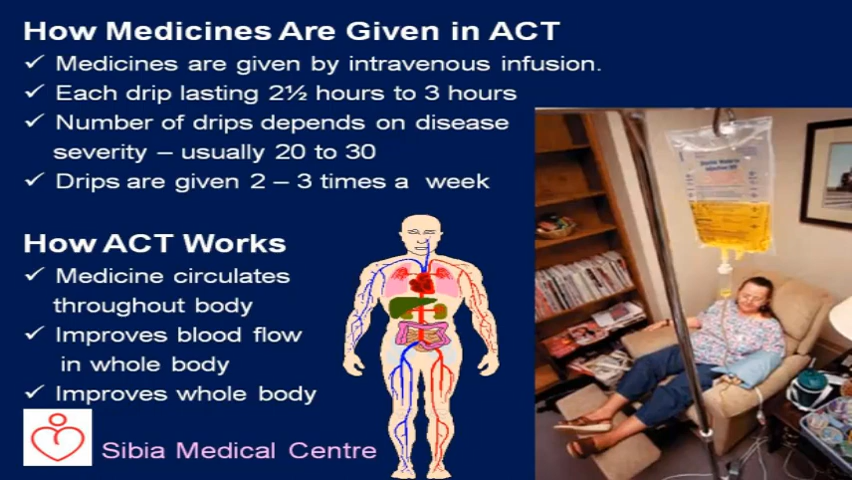 How Medicines Are Given in ACT
✓ Medicines are given by intravenous infusion.
✓ Each drip lasting 2½ hours to 3 hours
✓ Number of drips depends on disease
severity – usually 20 to 30
✓ Drips are given 2 – 3 times a week
How ACT Works
✓ Medicine circulates
throughout body
✓ Improves blood flow
in whole body
✓ Improves whole body
Sibia Medical Centre